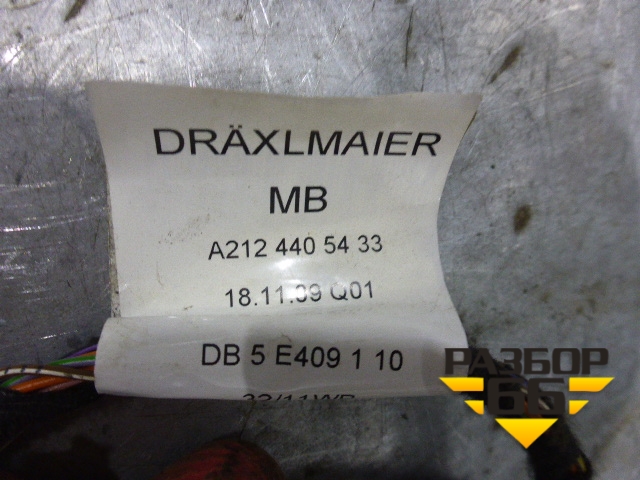 DRÄXLMAIER
MB
A212 440 54 33
18.11.09 Q01
DB 5 E409 1 10
РАЗБОР
66